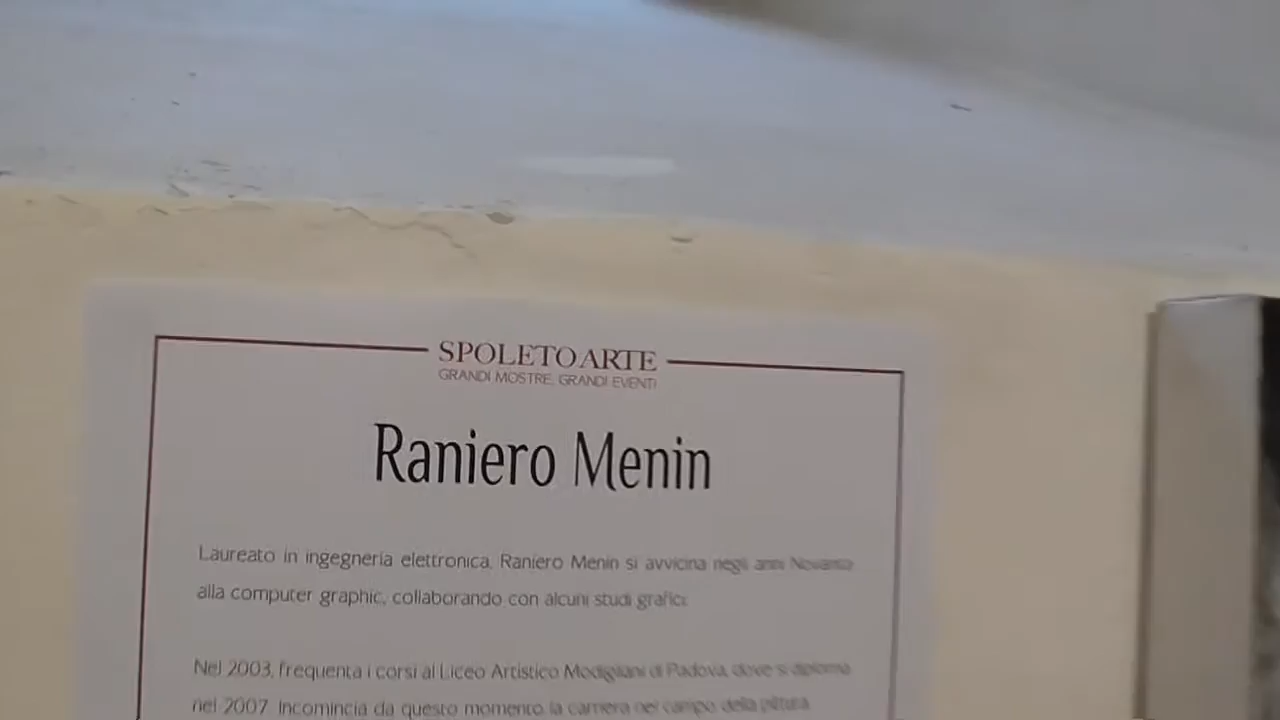 SPOLETOARTE
GRANDI MOSTRE, GRANDI EVENTI
Raniero Menin
Laureato in ingegneria elettronica, Raniero Menin si avvicina negli anni Novanta
alla computer graphic, collaborando con alcuni studi grafici.
Nel 2003, frequenta i corsi al Liceo Artistico Modigliani di Padova, dove si diploma
nel 2007. Incomincia da questo momento la carriera nel campo della pittura